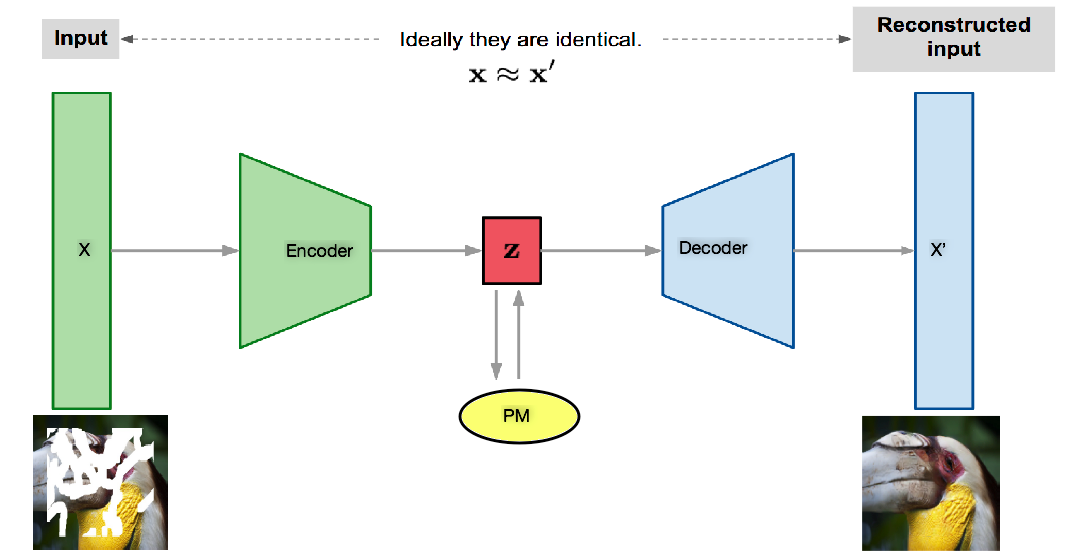 Input
Ideally they are identical.
x ≈ x′
Reconstructed
input
X
Encoder
z
Decoder
X'
PM